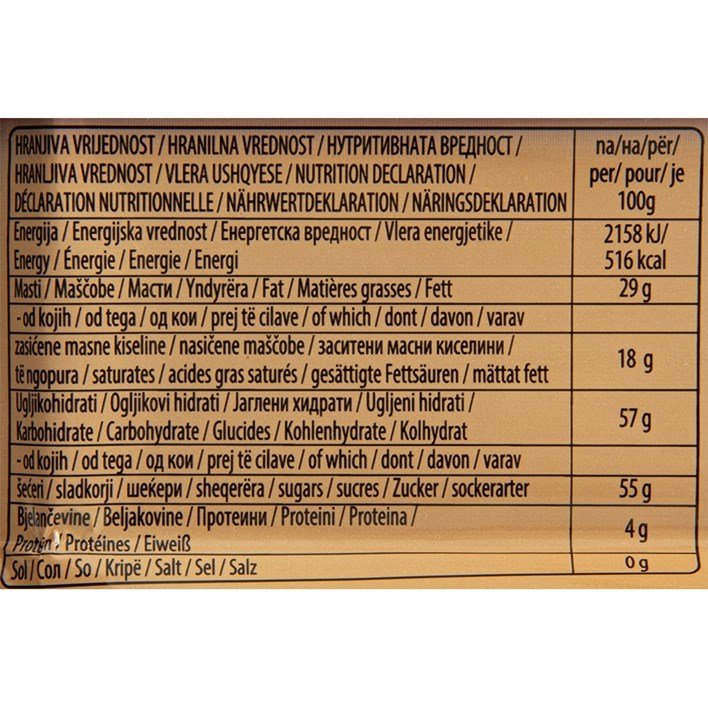 HRANJIVA VRIJEDNOST / HRANILNA VREDNOST / НУТРИТИВНАТА ВРЕДНОСТ /
HRANLJIVA VREDNOST / VLERA USHQYESE / NUTRITION DECLARATION /
DÉCLARATION NUTRITIONNELLE / NÄHRWERTDEKLARATION / NÄRINGSDEKLARATION
na/на/për/
per/ pour/ je
100g
Energija / Energijska vrednost / Енергетска вредност / Vlera energjetike /
Energy / Énergie / Energie / Energi
2158 kJ/
516 kcal
Masti / Maščobe / Масти / Yndyrëra / Fat / Matières grasses / Fett
29 g
- od kojih / od tega / од кои / prej të cilave / of which / dont / davon / varav
zasićene masne kiseline / nasičene maščobe / заситени масни киселини /
të ngopura / saturates / acides gras saturés / gesättigte Fettsäuren / mättat fett
18 g
Ugljikohidrati / Ogljikovi hidrati / Јаглени хидрати / Ugljeni hidrati /
Karbohidrate / Carbohydrate / Glucides / Kohlenhydrate / Kolhydrat
57 g
- od kojih / od tega / од кои / prej të cilave / of which / dont / davon / varav
šećeri / sladkorji / шеќери / sheqerëra / sugars / sucres / Zucker / sockerarter
55 g
Bjelančevine / Beljakovine / Протеини / Proteini / Proteina /
Protein / Protéines / Eiweiß
4 g
Sol / Сол / So / Kripë / Salt / Sel / Salz
0 g